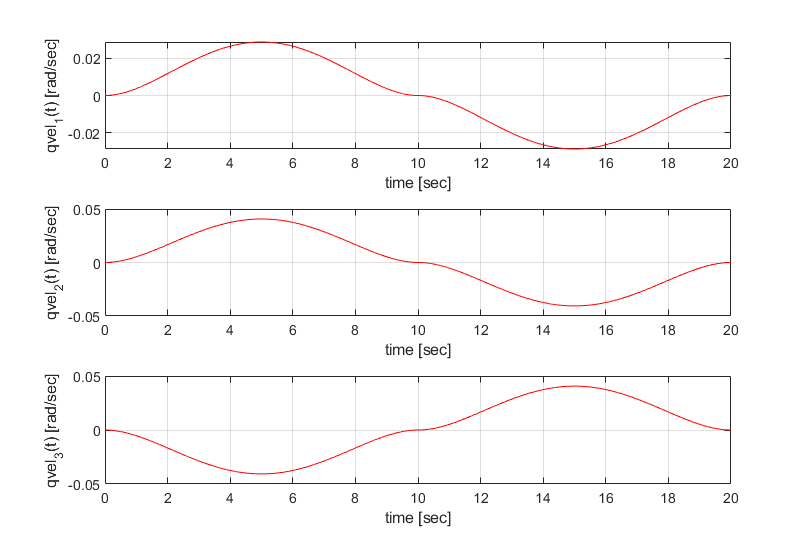 qvel₁(t) [rad/sec]
0.02
0
-0.02
0 2 4 6 8 10 12 14 16 18 20
time [sec]
qvel₂(t) [rad/sec]
0.05
0
-0.05
0 2 4 6 8 10 12 14 16 18 20
time [sec]
qvel₃(t) [rad/sec]
0.05
0
-0.05
0 2 4 6 8 10 12 14 16 18 20
time [sec]